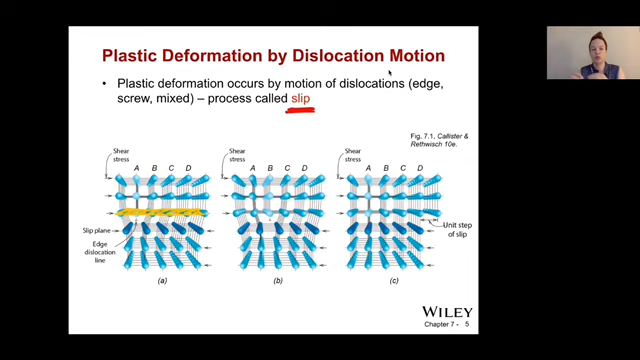 Plastic Deformation by Dislocation Motion
• Plastic deformation occurs by motion of dislocations (edge,
screw, mixed) – process called slip
Fig. 7.1, Callister &
Rethwisch 10e.
Shear
stress
A B C D
Shear
stress
A B C D
Shear
stress
A B C D
Slip plane
Edge
dislocation
line
Unit step
of slip
(a)
(b)
(c)
WILEY
Chapter 7 - 5